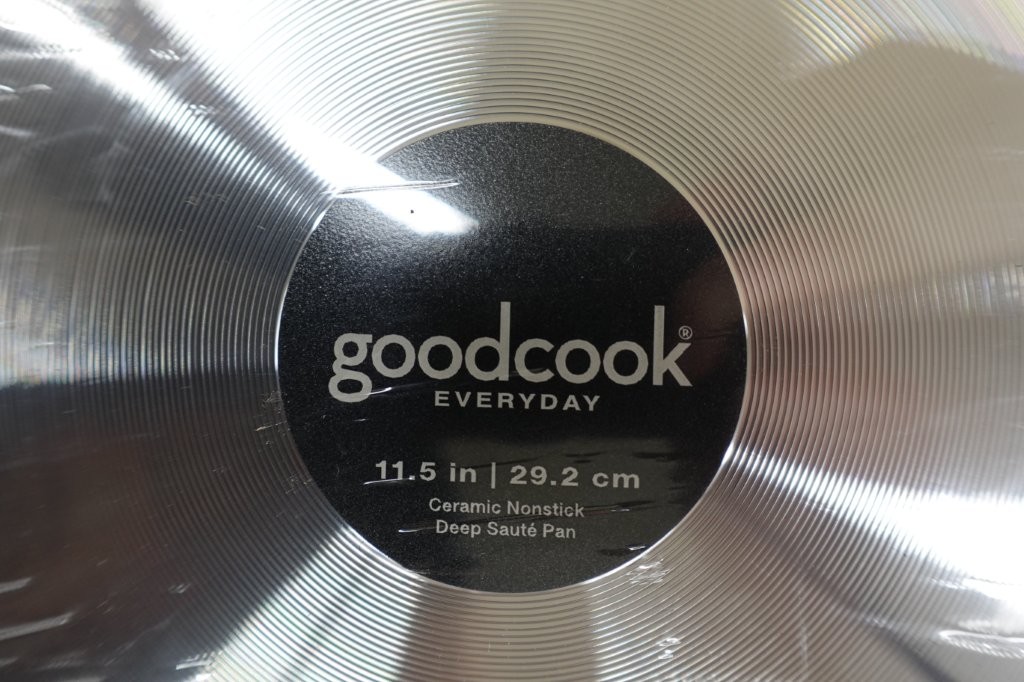 goodcook®
EVERYDAY
11.5 in | 29.2 cm
Ceramic Nonstick
Deep Sauté Pan